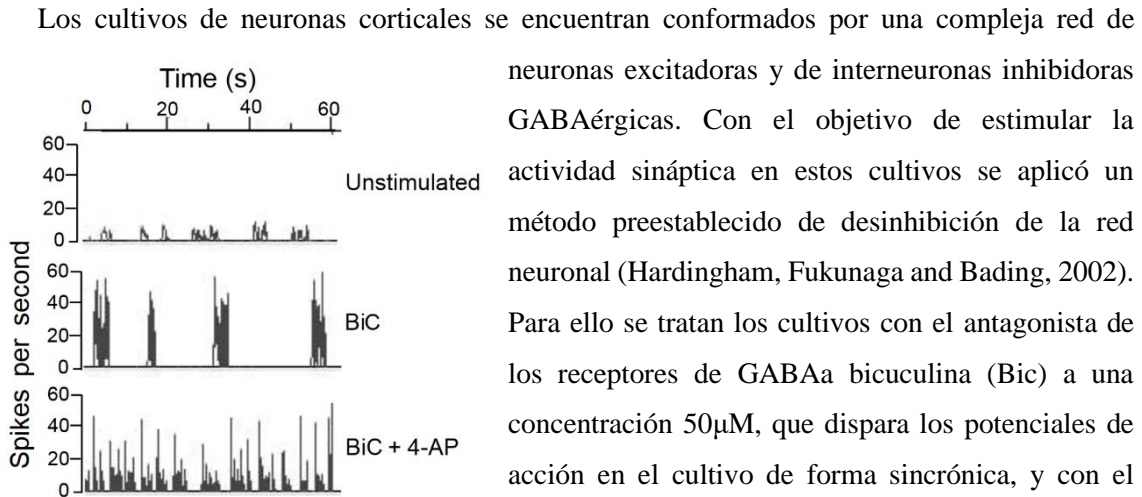 Los cultivos de neuronas corticales se encuentran conformados por una compleja red de
neuronas excitadoras y de interneuronas inhibidoras
GABAérgicas. Con el objetivo de estimular la
actividad sináptica en estos cultivos se aplicó un
método preestablecido de desinhibición de la red
neuronal (Hardingham, Fukunaga and Bading, 2002).
Para ello se tratan los cultivos con el antagonista de
los receptores de GABAa bicuculina (Bic) a una
concentración 50μM, que dispara los potenciales de
acción en el cultivo de forma sincrónica, y con el
Time (s)
0 20 40 60
Spikes per second
60
40
20
0
Unstimulated
60
40
20
0
BiC
60
40
20
0
BiC + 4-AP